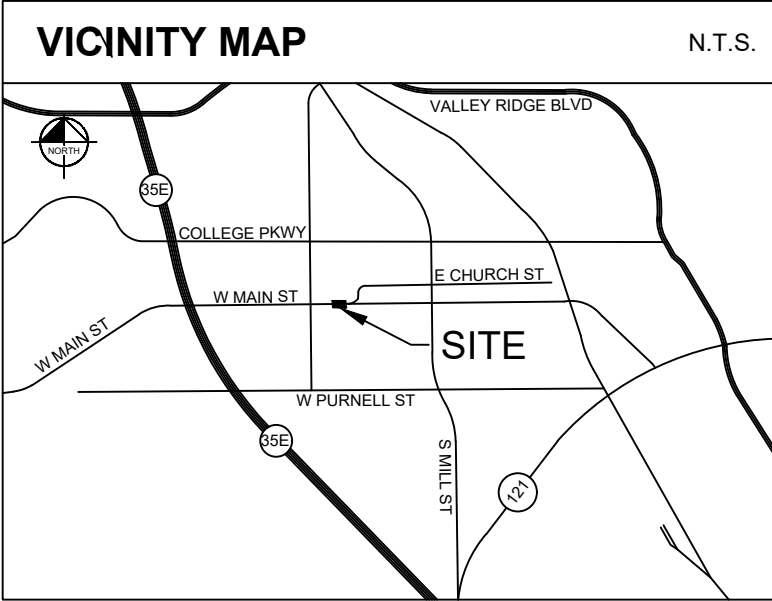 VICINITY MAP
N.T.S.
VALLEY RIDGE BLVD
NORTH
35E
COLLEGE PKWY
E CHURCH ST
W MAIN ST
W MAIN ST
SITE
W PURNELL ST
35E
S MILL ST
121